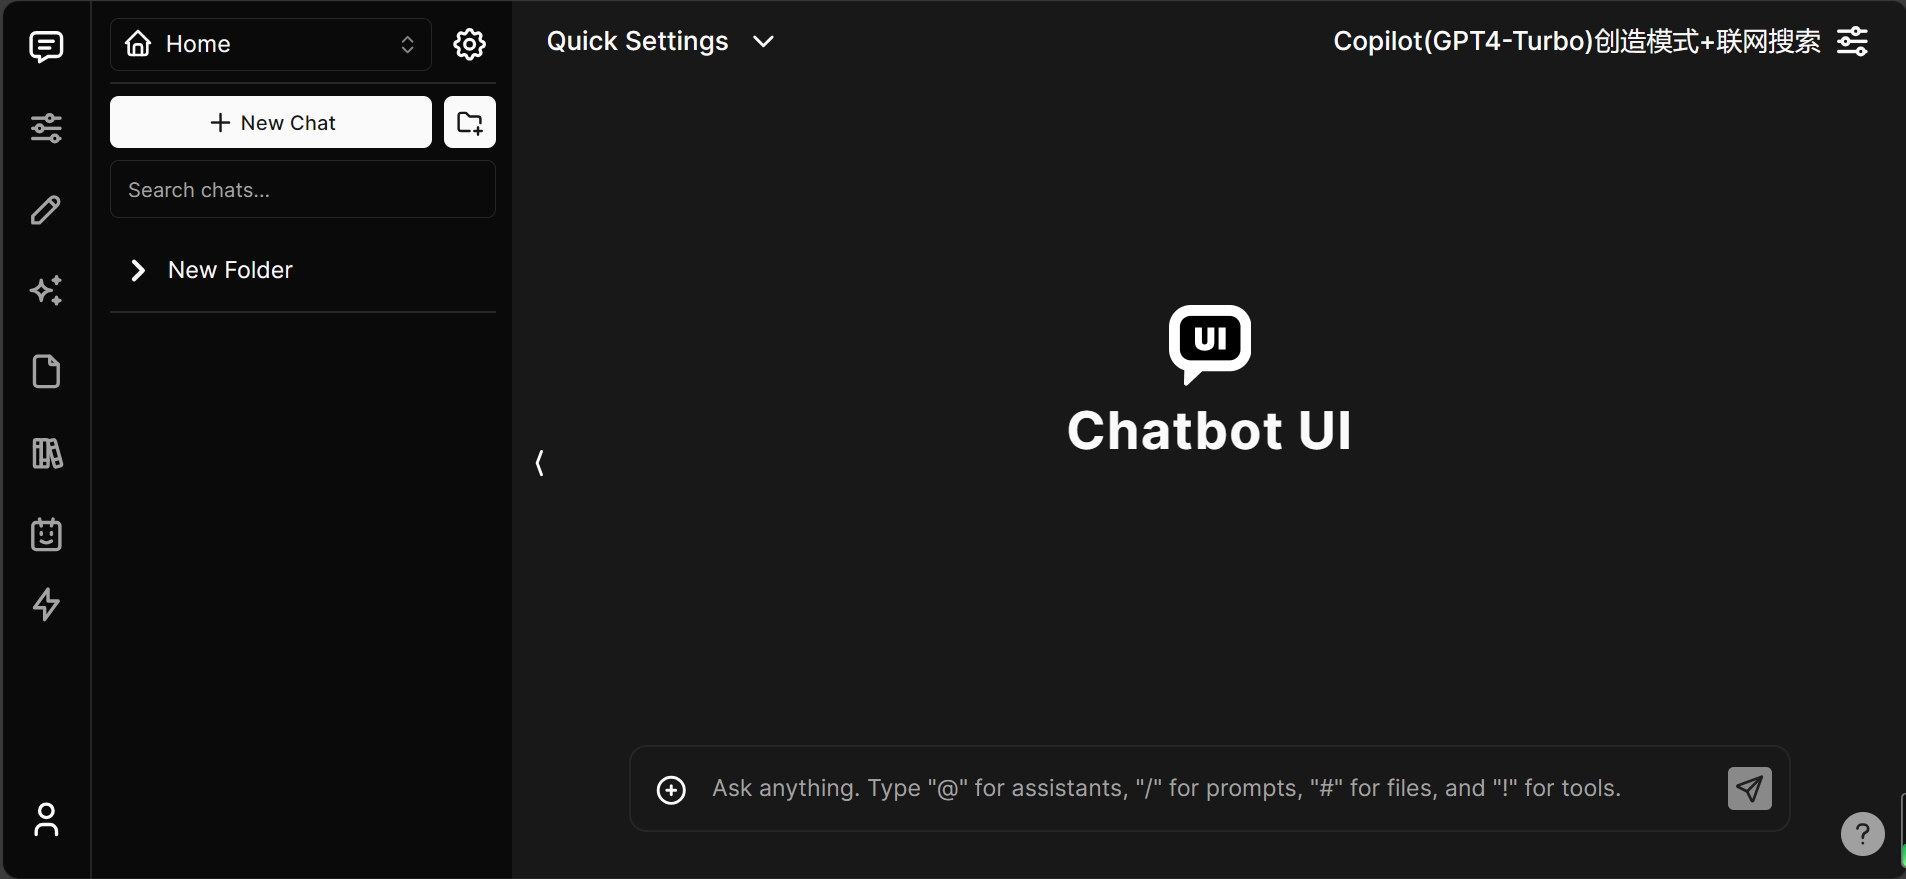 Home
New Chat
Search chats...
New Folder
Quick Settings
Copilot(GPT4-Turbo)创造模式+联网搜索
UI
Chatbot UI
Ask anything. Type "@" for assistants, "/" for prompts, "#" for files, and "!" for tools.
?